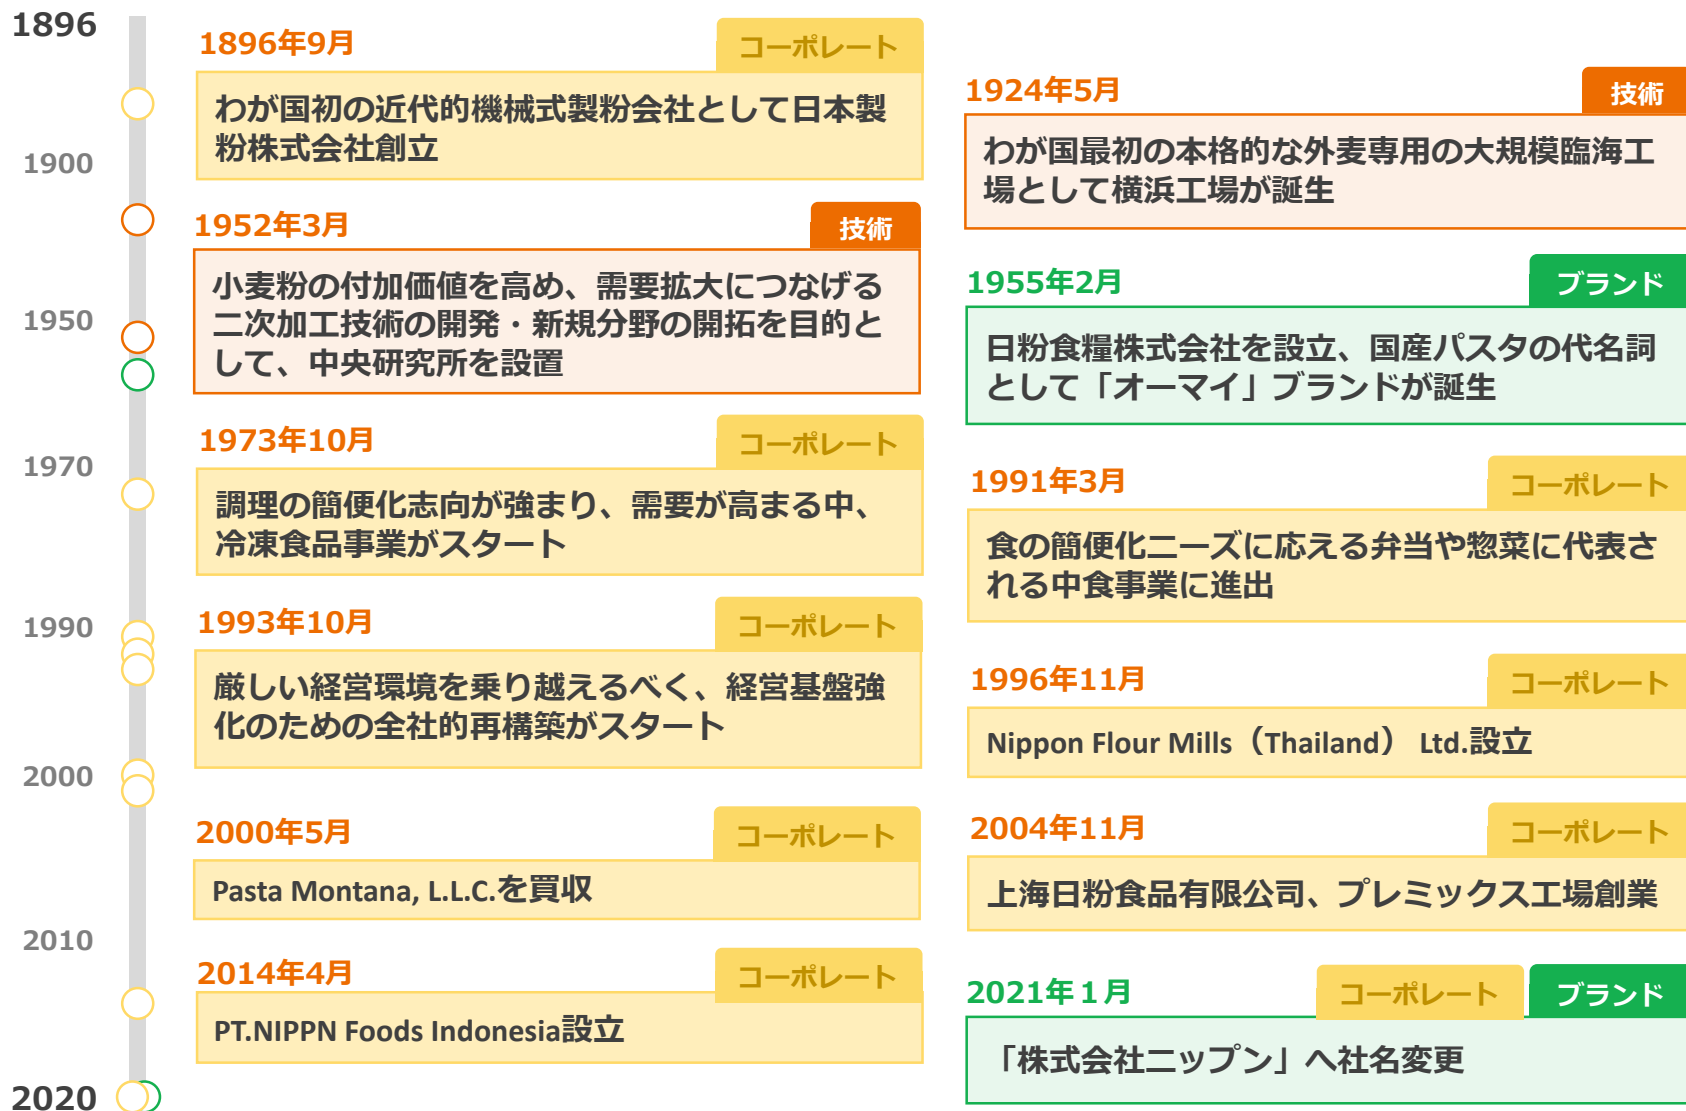 1896
1900
1950
1970
1990
2000
2010
2020
1896年9月
コーポレート
わが国初の近代的機械式製粉会社として日本製
粉株式会社創立
1924年5月
技術
わが国最初の本格的な外麦専用の大規模臨海工
場として横浜工場が誕生
1952年3月
技術
小麦粉の付加価値を高め、需要拡大につなげる
二次加工技術の開発・新規分野の開拓を目的と
して、中央研究所を設置
1955年2月
ブランド
日粉食糧株式会社を設立、国産パスタの代名詞
として「オーマイ」ブランドが誕生
1973年10月
コーポレート
調理の簡便化志向が強まり、需要が高まる中、
冷凍食品事業がスタート
1991年3月
コーポレート
食の簡便化ニーズに応える弁当や惣菜に代表さ
れる中食事業に進出
1993年10月
コーポレート
厳しい経営環境を乗り越えるべく、経営基盤強
化のための全社的再構築がスタート
1996年11月
コーポレート
Nippon Flour Mills（Thailand） Ltd.設立
2000年5月
コーポレート
Pasta Montana, L.L.C.を買収
2004年11月
コーポレート
上海日粉食品有限公司、プレミックス工場創業
2014年4月
コーポレート
PT.NIPPN Foods Indonesia設立
2021年１月
コーポレート
ブランド
「株式会社ニップン」へ社名変更